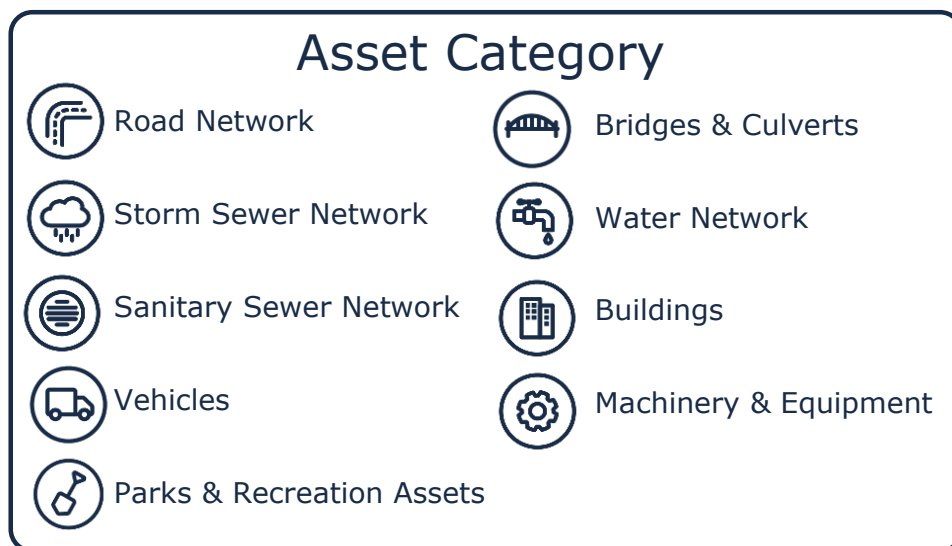 Asset Category
Road Network
Bridges & Culverts
Storm Sewer Network
Water Network
Sanitary Sewer Network
Buildings
Vehicles
Machinery & Equipment
Parks & Recreation Assets